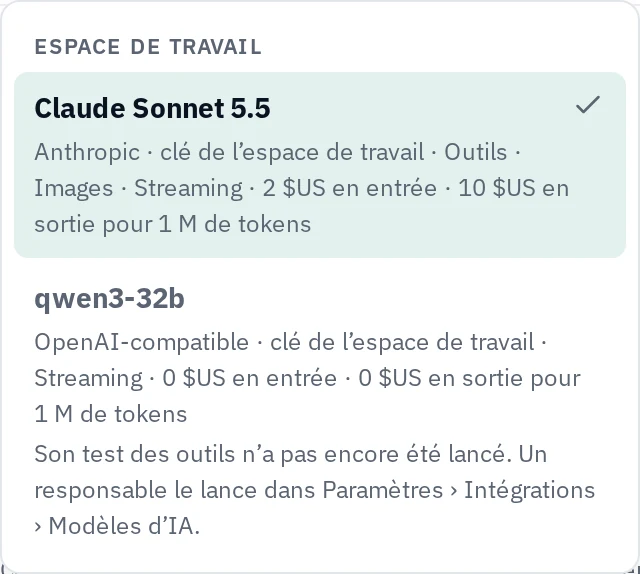 ESPACE DE TRAVAIL
Claude Sonnet 5.5
Anthropic · clé de l’espace de travail · Outils ·
Images · Streaming · 2 $US en entrée · 10 $US en
sortie pour 1 M de tokens
qwen3-32b
OpenAI-compatible · clé de l’espace de travail ·
Streaming · 0 $US en entrée · 0 $US en sortie pour
1 M de tokens
Son test des outils n’a pas encore été lancé. Un
responsable le lance dans Paramètres › Intégrations
› Modèles d’IA.